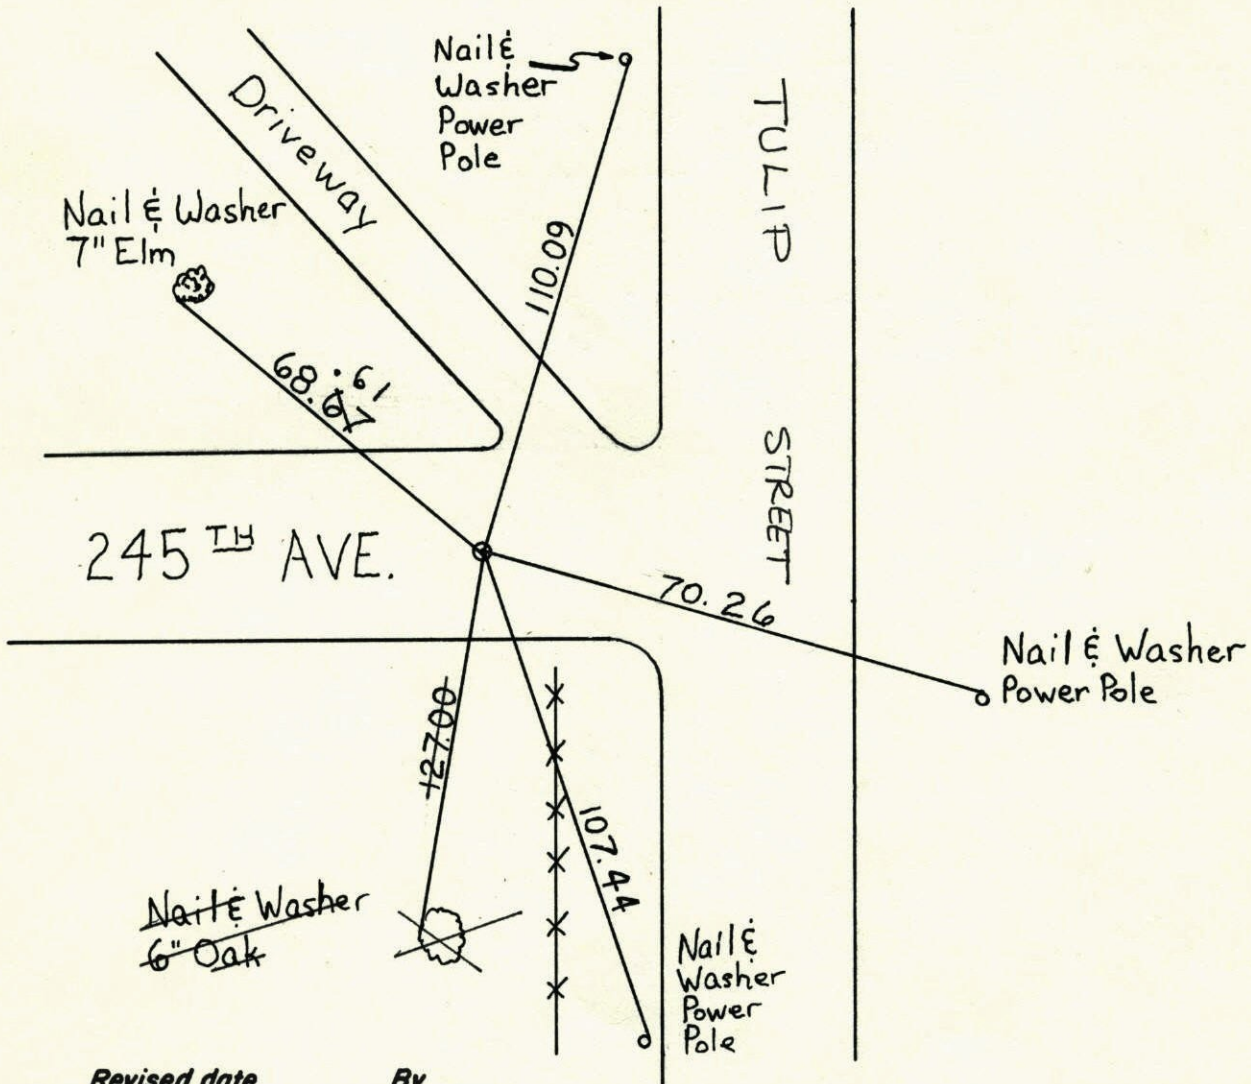 Nail &
Washer
Power
Pole
Driveway
TULIP
Nail & Washer
7" Elm
110.09
68.61
68.67
STREET
245TH AVE.
70.26
Nail & Washer
Power Pole
127.00
107.44
Nail & Washer
6" Oak
Nail &
Washer
Power
Pole
Revised date By